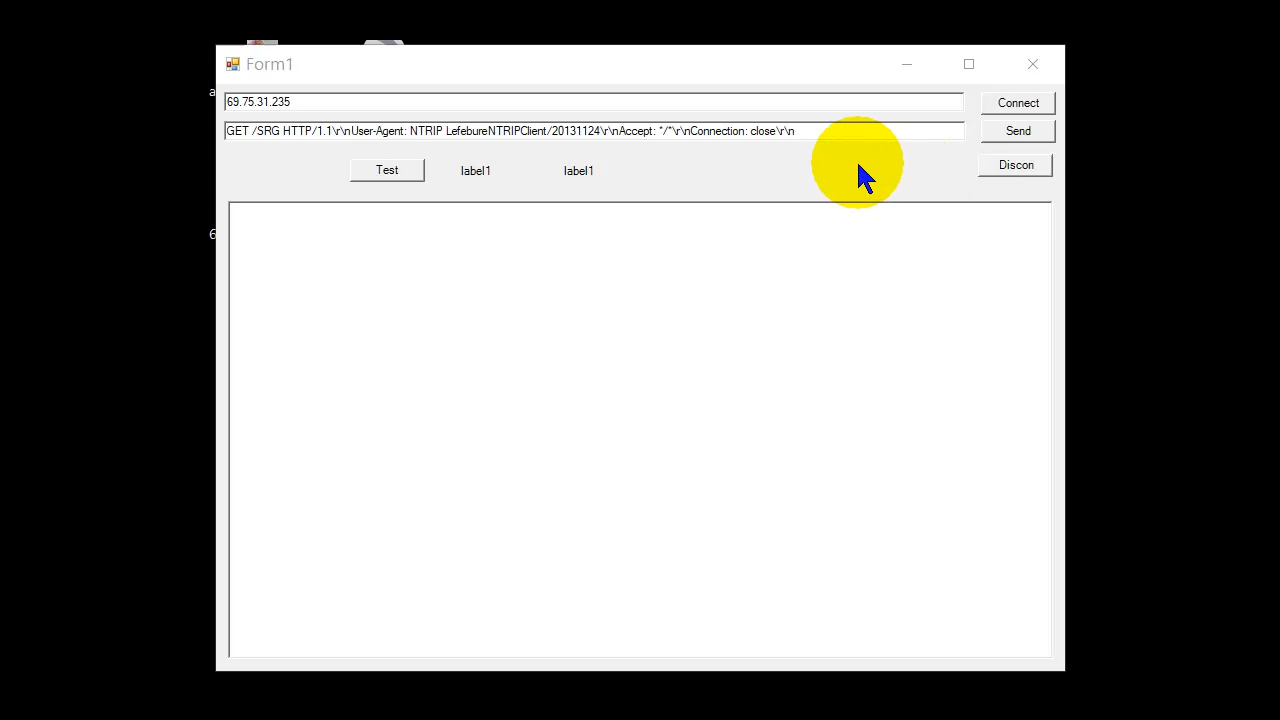 Form1
69.75.31.235
Connect
GET /SRG HTTP/1.1\r\nUser-Agent: NTRIP LefebureNTRIPClient/20131124\r\nAccept: */*\r\nConnection: close\r\n
Send
Test
label1
label1
Discon
a
6